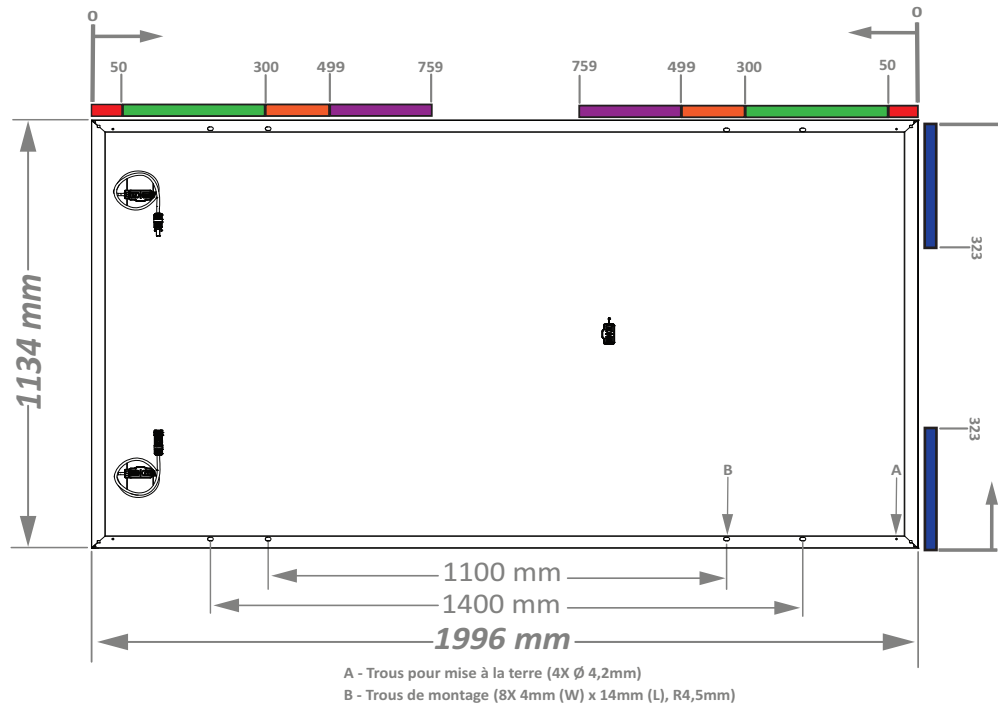 0
0
50
300
499
759
759
499
300
50
323
1134 mm
323
B
A
1100 mm
1400 mm
1996 mm
A - Trous pour mise à la terre (4X Ø 4,2mm)
B - Trous de montage (8X 4mm (W) x 14mm (L), R4,5mm)